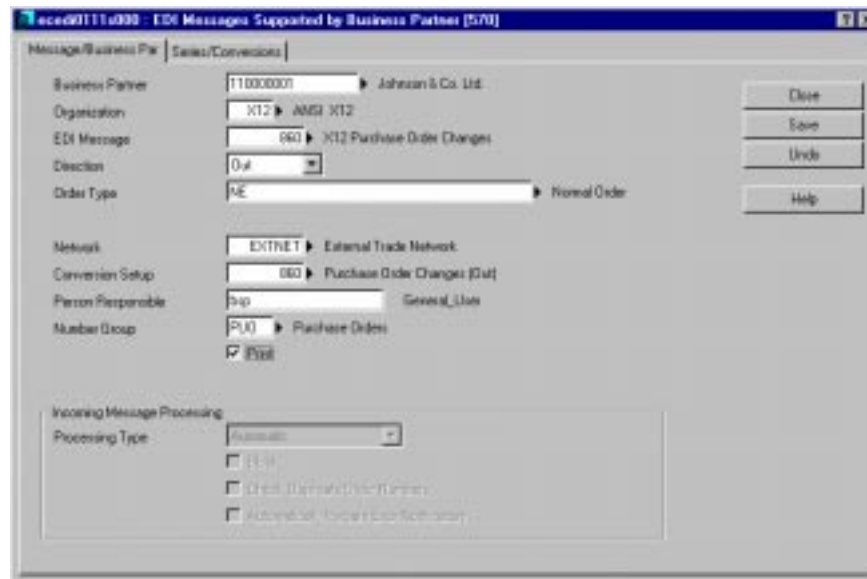 ecedi0111s000 : EDI Messages Supported by Business Partner [570]
Message/Business Par Series/Conversions
Business Partner 110000001 Johnson & Co. Ltd.
Organization X12 ANSI X12
EDI Message 860 X12 Purchase Order Changes
Direction Out
Order Type NE Normal Order
Network EXTNET External Trade Network
Conversion Setup 860 Purchase Order Changes (Out)
Person Responsible General_User
Number Group PUO Purchase Orders
Print
Close
Save
Undo
Help
Incoming Message Processing
Processing Type Automatic